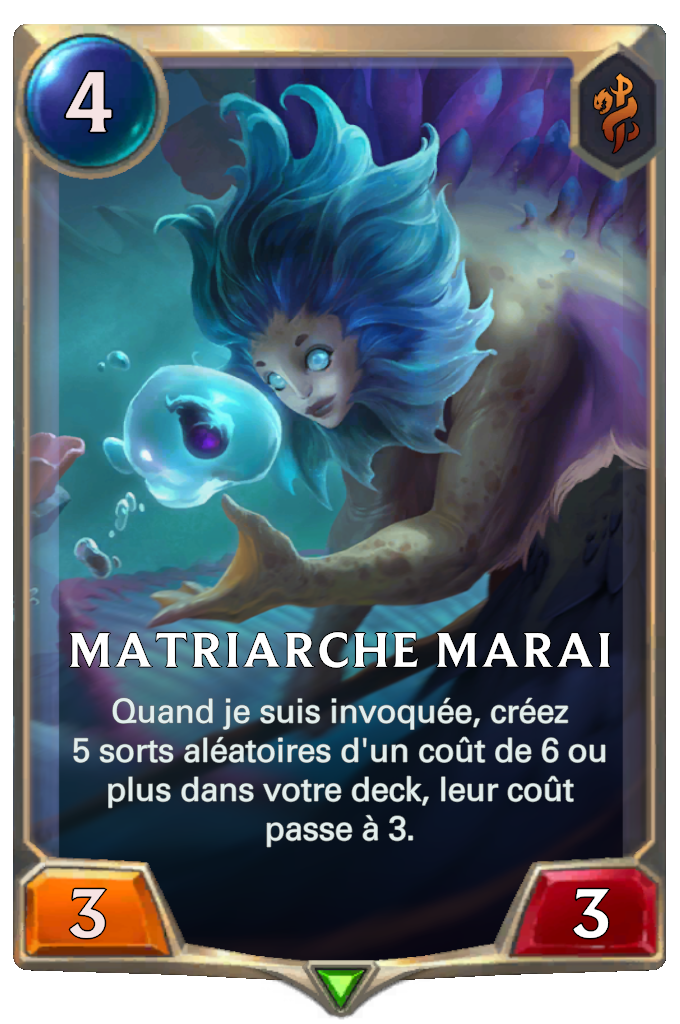 4
MATRIARCHE MARAI
Quand je suis invoquée, créez
5 sorts aléatoires d'un coût de 6 ou
plus dans votre deck, leur coût
passe à 3.
3
3